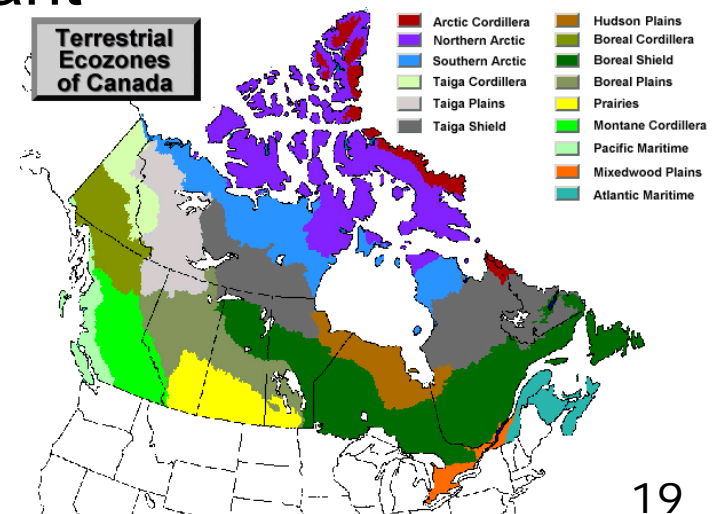 Terrestrial
Ecozones
of Canada
Arctic Cordillera
Northern Arctic
Southern Arctic
Taiga Cordillera
Taiga Plains
Taiga Shield
Hudson Plains
Boreal Cordillera
Boreal Shield
Boreal Plains
Prairies
Montane Cordillera
Pacific Maritime
Mixedwood Plains
Atlantic Maritime
19